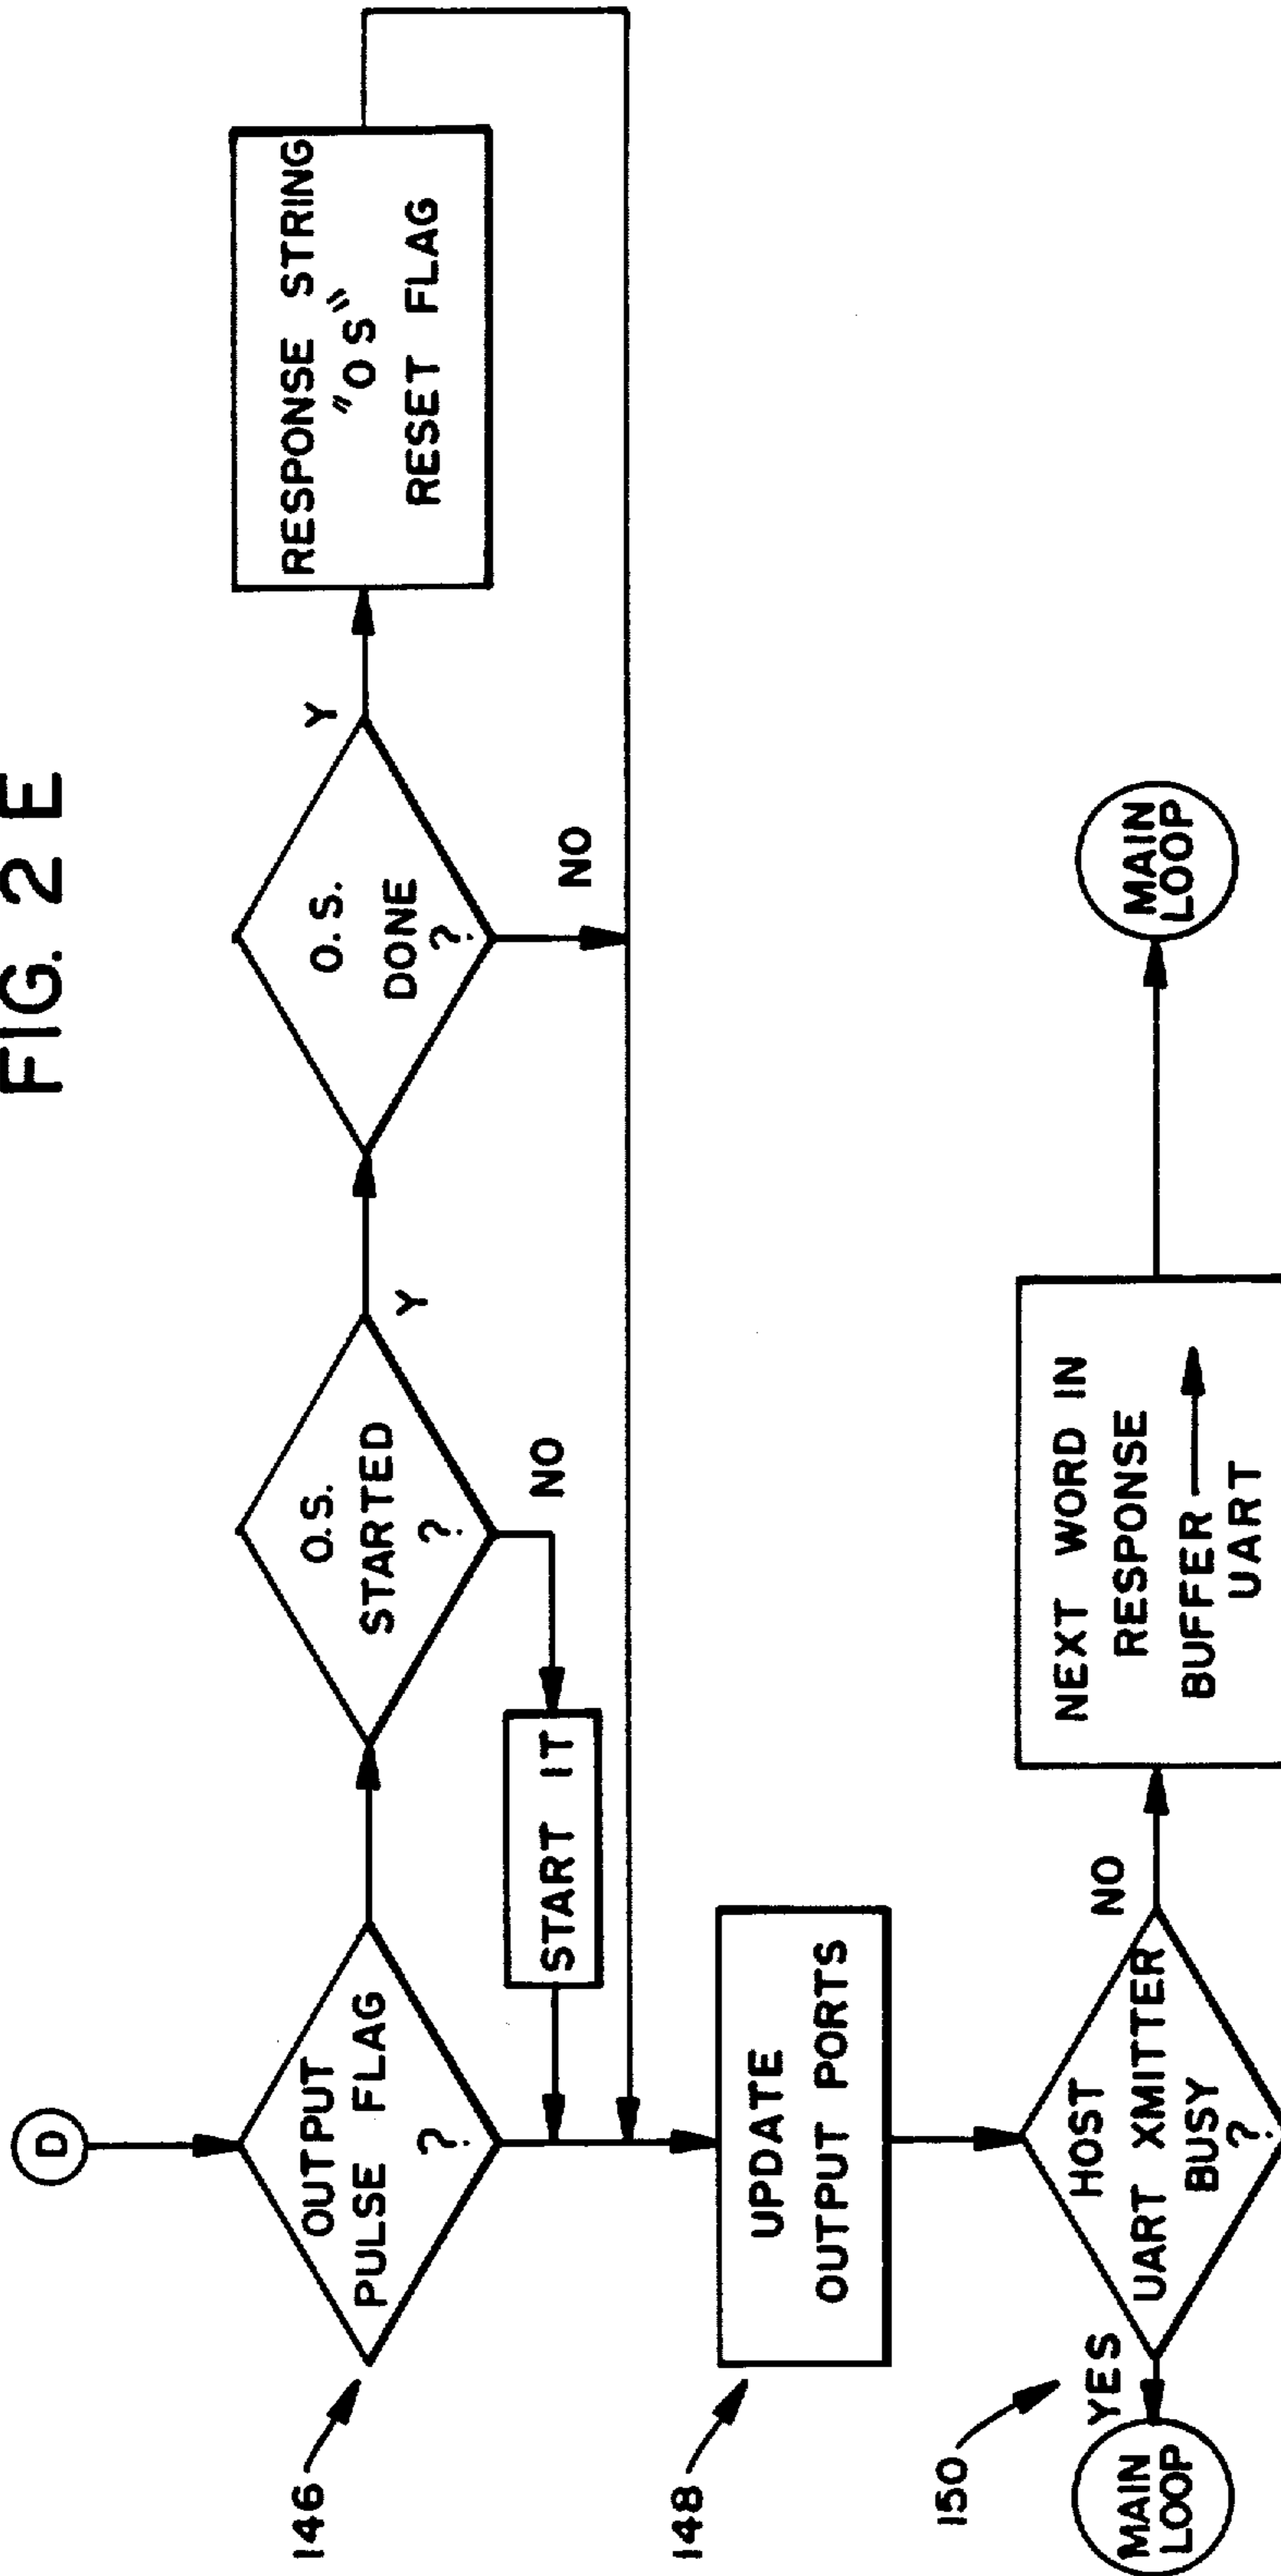 FIG. 2 E
D
146
OUTPUT
PULSE FLAG
?
O.S.
STARTED
?
Y
NO
START IT
O.S.
DONE
?
Y
NO
RESPONSE STRING
"OS"
RESET FLAG
148
UPDATE
OUTPUT PORTS
150
HOST
UART XMITTER
BUSY
?
YES
MAIN
LOOP
NO
NEXT WORD IN
RESPONSE
BUFFER →
UART
MAIN
LOOP